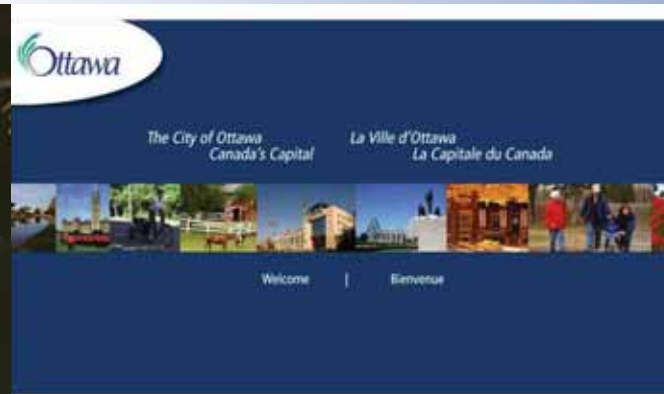 Ottawa
The City of Ottawa
Canada's Capital
La Ville d'Ottawa
La Capitale du Canada
Welcome | Bienvenue